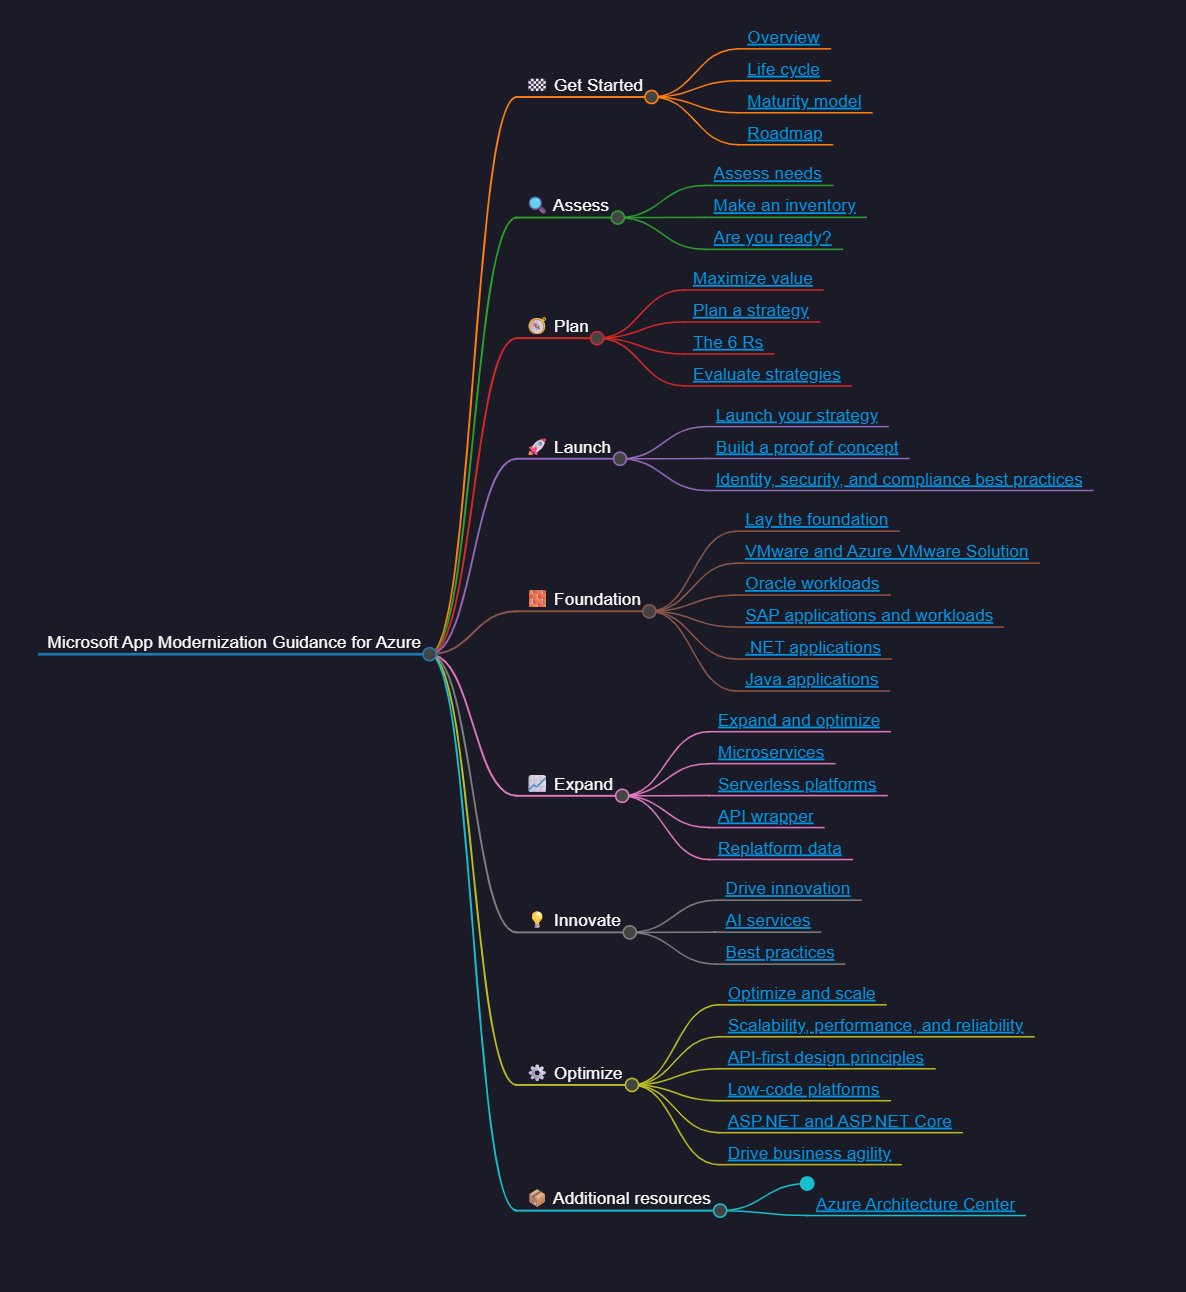 Microsoft App Modernization Guidance for Azure
Get Started
Overview
Life cycle
Maturity model
Roadmap
Assess
Assess needs
Make an inventory
Are you ready?
Plan
Maximize value
Plan a strategy
The 6 Rs
Evaluate strategies
Launch
Launch your strategy
Build a proof of concept
Identity, security, and compliance best practices
Foundation
Lay the foundation
VMware and Azure VMware Solution
Oracle workloads
SAP applications and workloads
.NET applications
Java applications
Expand
Expand and optimize
Microservices
Serverless platforms
API wrapper
Replatform data
Innovate
Drive innovation
AI services
Best practices
Optimize
Optimize and scale
Scalability, performance, and reliability
API-first design principles
Low-code platforms
ASP.NET and ASP.NET Core
Drive business agility
Additional resources
Azure Architecture Center